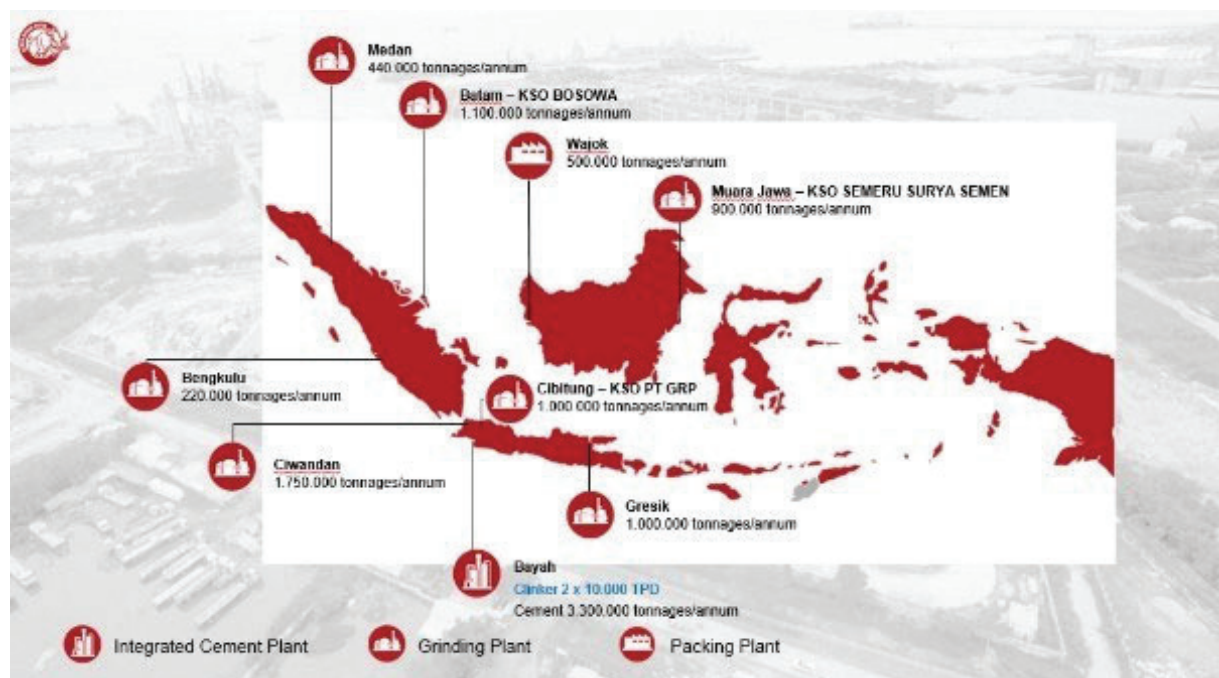 Medan
440.000 tonnages/annum
Batam – KSO BOSOWA
1.100.000 tonnages/annum
Wajok
500.000 tonnages/annum
Muara Jawa – KSO SEMERU SURYA SEMEN
900.000 tonnages/annum
Bengkulu
220.000 tonnages/annum
Cibitung – KSO PT GRP
1.000.000 tonnages/annum
Ciwandan
1.750.000 tonnages/annum
Gresik
1.000.000 tonnages/annum
Bayah
Clinker 2 x 10.000 TPD
Cement 3.300.000 tonnages/annum
Integrated Cement Plant
Grinding Plant
Packing Plant